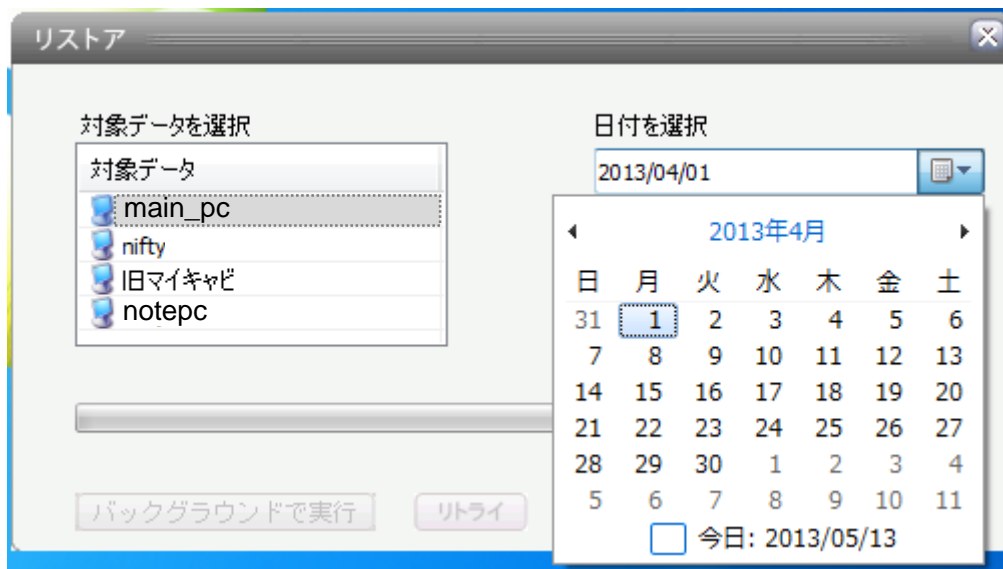 リストア
対象データを選択
対象データ
main_pc
nifty
旧マイキャビ
notepc
バックグラウンドで実行
リトライ
日付を選択
2013/04/01
2013年4月
日 月 火 水 木 金 土
31 1 2 3 4 5 6
7 8 9 10 11 12 13
14 15 16 17 18 19 20
21 22 23 24 25 26 27
28 29 30 1 2 3 4
5 6 7 8 9 10 11
今日: 2013/05/13